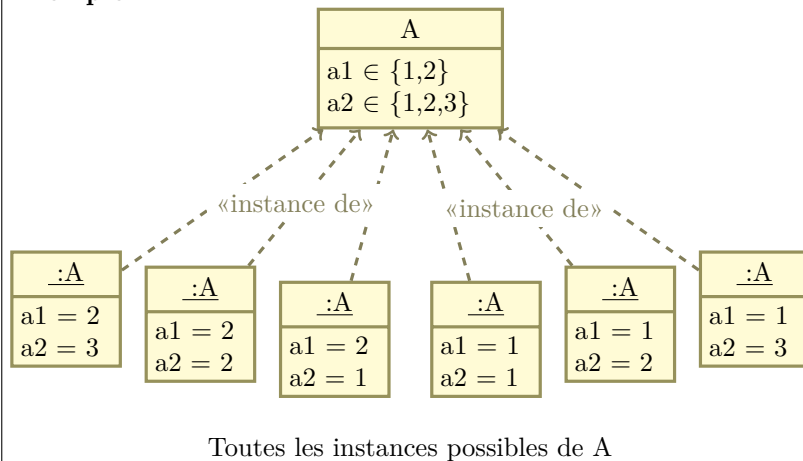 A
a1 ∈ {1,2}
a2 ∈ {1,2,3}
«instance de»
«instance de»
:A
a1 = 2
a2 = 3
:A
a1 = 2
a2 = 2
:A
a1 = 2
a2 = 1
:A
a1 = 1
a2 = 1
:A
a1 = 1
a2 = 2
:A
a1 = 1
a2 = 3
Toutes les instances possibles de A